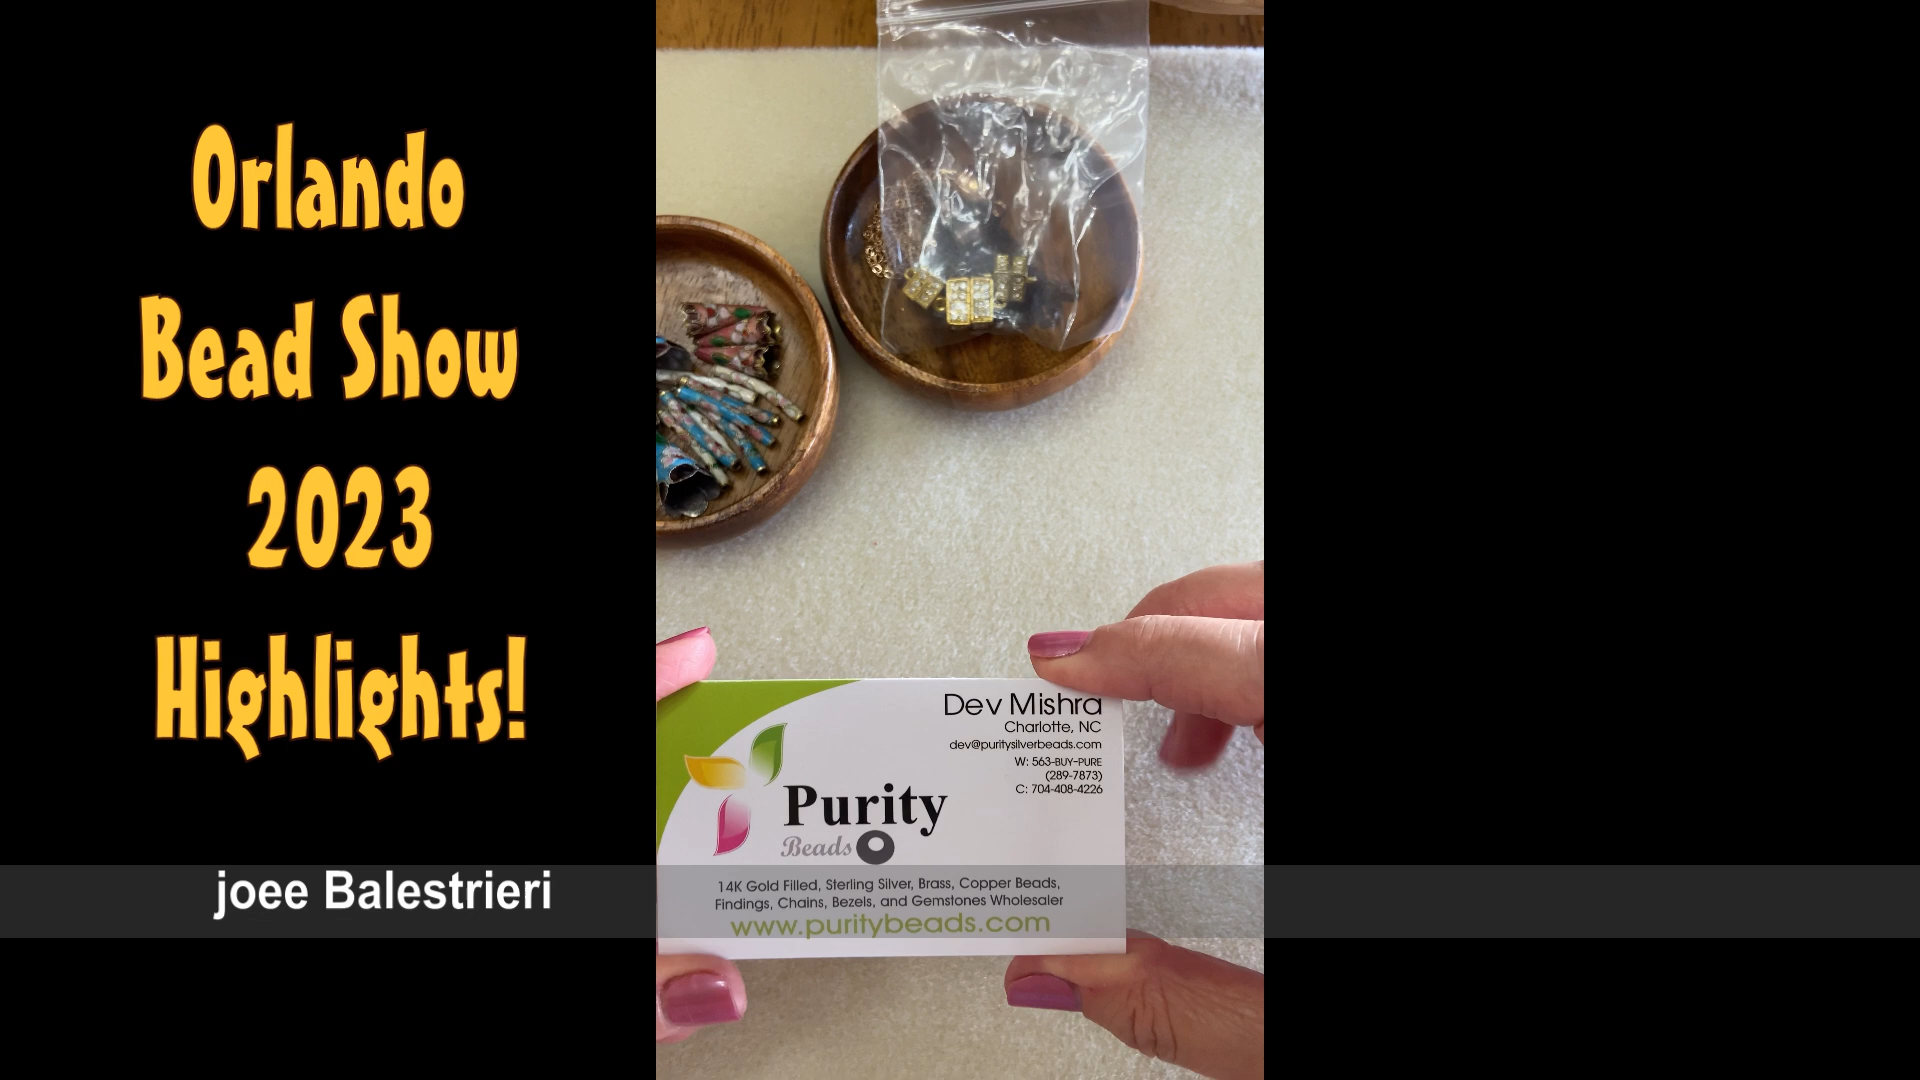 Orlando
Bead Show
2023
Highlights!
Dev Mishra
Charlotte, NC
dev@puritysilverbeads.com
W: 563-BUY-PURE
(289-7873)
C: 704-408-4226
Purity
Beads
14K Gold Filled, Sterling Silver, Brass, Copper Beads,
Findings, Chains, Bezels, and Gemstones Wholesaler
www.puritybeads.com
joee Balestrieri